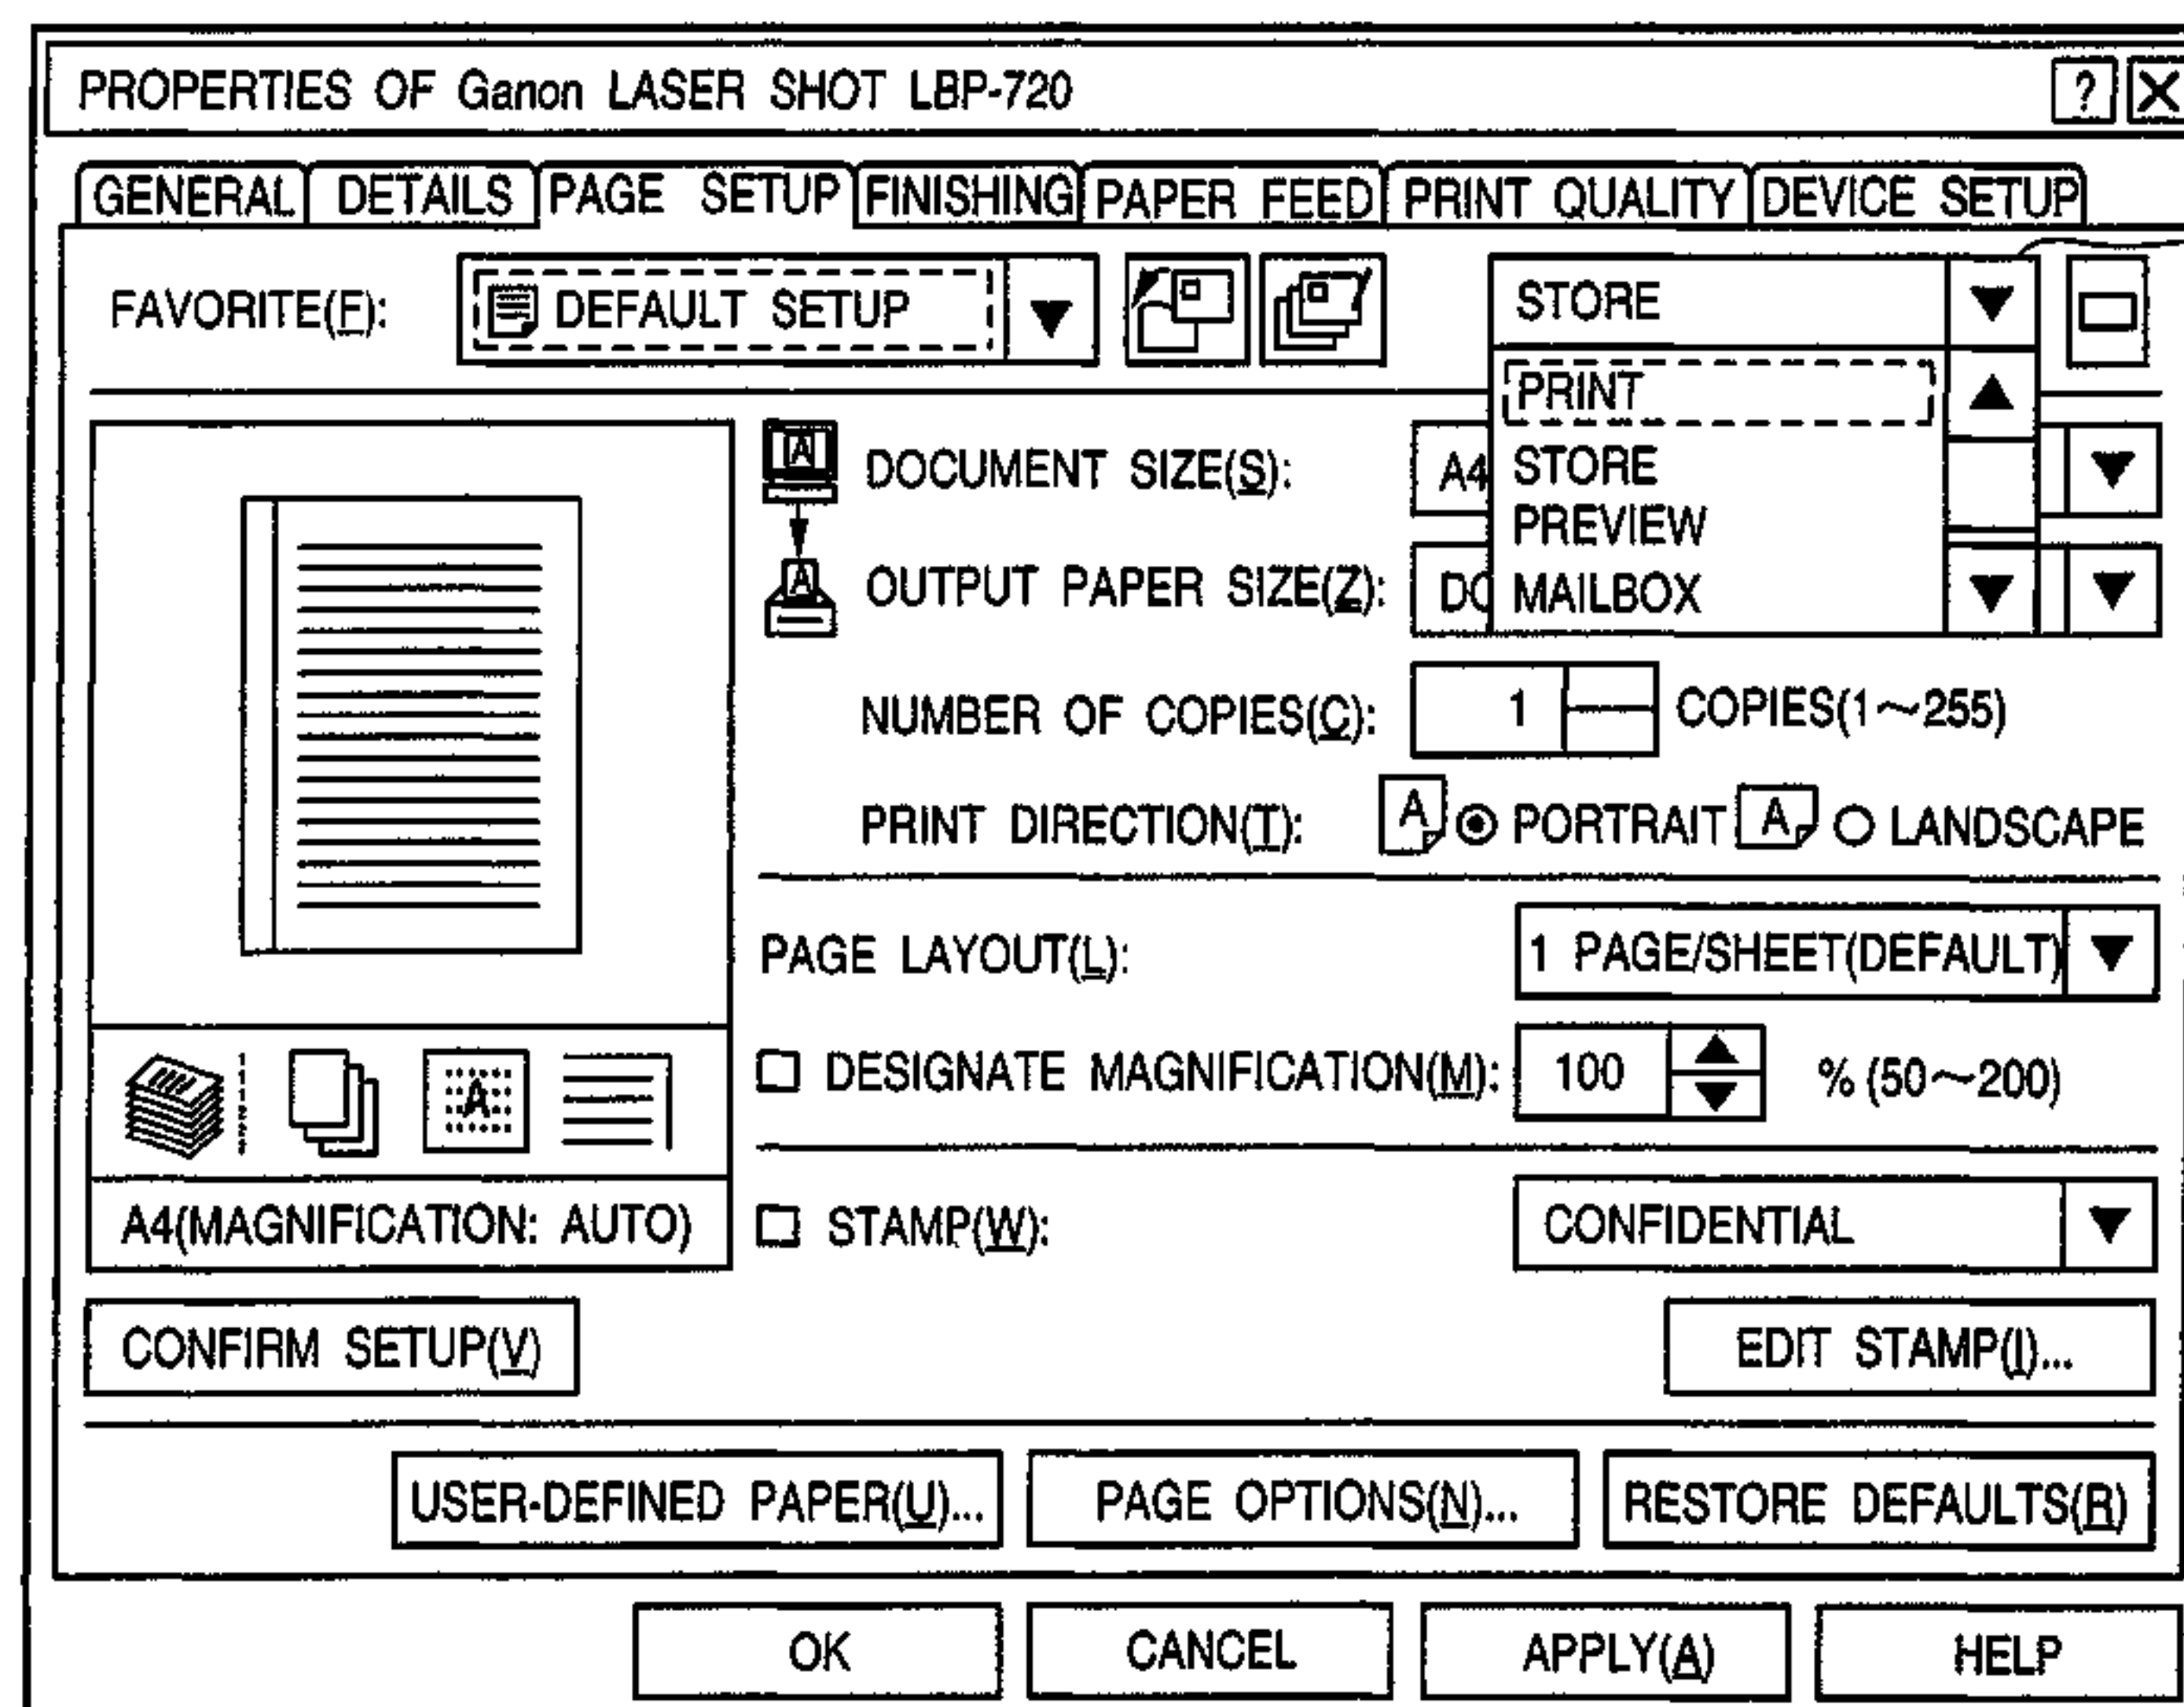 PROPERTIES OF Ganon LASER SHOT LBP-720 ? X
GENERAL DETAILS PAGE SETUP FINISHING PAPER FEED PRINT QUALITY DEVICE SETUP
FAVORITE(F): DEFAULT SETUP STORE
PRINT
DOCUMENT SIZE(S): A4 STORE
PREVIEW
OUTPUT PAPER SIZE(Z): MAILBOX
NUMBER OF COPIES(C): 1 COPIES(1～255)
PRINT DIRECTION(T): A PORTRAIT A LANDSCAPE
PAGE LAYOUT(L): 1 PAGE/SHEET(DEFAULT)
DESIGNATE MAGNIFICATION(M): 100 % (50～200)
A4(MAGNIFICATION: AUTO) STAMP(W): CONFIDENTIAL
CONFIRM SETUP(V) EDIT STAMP(I)...
USER-DEFINED PAPER(U)... PAGE OPTIONS(N)... RESTORE DEFAULTS(R)
OK CANCEL APPLY(A) HELP